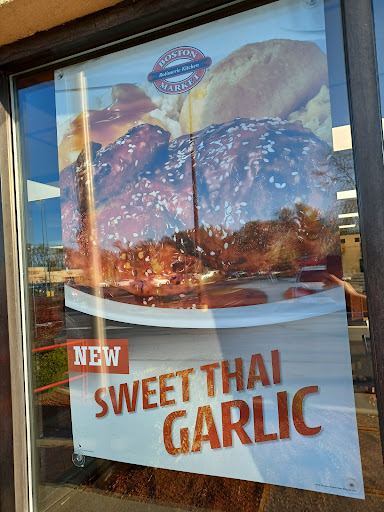 BOSTON
Rotisserie Kitchen
MARKET
NEW
SWEET THAI
GARLIC